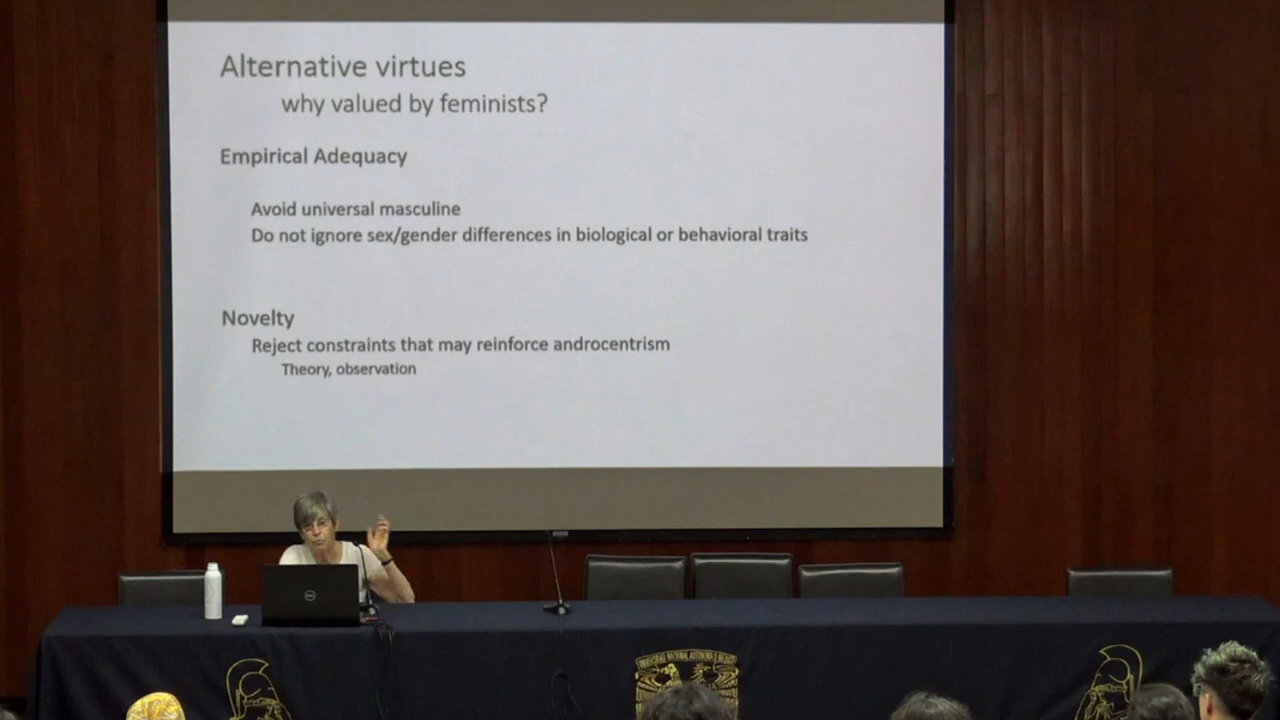 Alternative virtues
why valued by feminists?
Empirical Adequacy
Avoid universal masculine
Do not ignore sex/gender differences in biological or behavioral traits
Novelty
Reject constraints that may reinforce androcentrism
Theory, observation
DELL